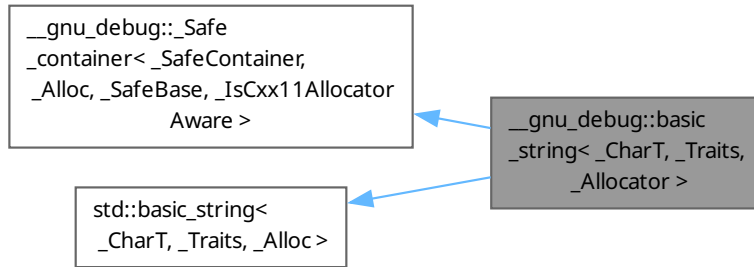 __gnu_debug::_Safe
_container< _SafeContainer,
_Alloc, _SafeBase, _IsCxx11Allocator
Aware >
__gnu_debug::basic
_string< _CharT, _Traits,
_Allocator >
std::basic_string<
_CharT, _Traits, _Alloc >